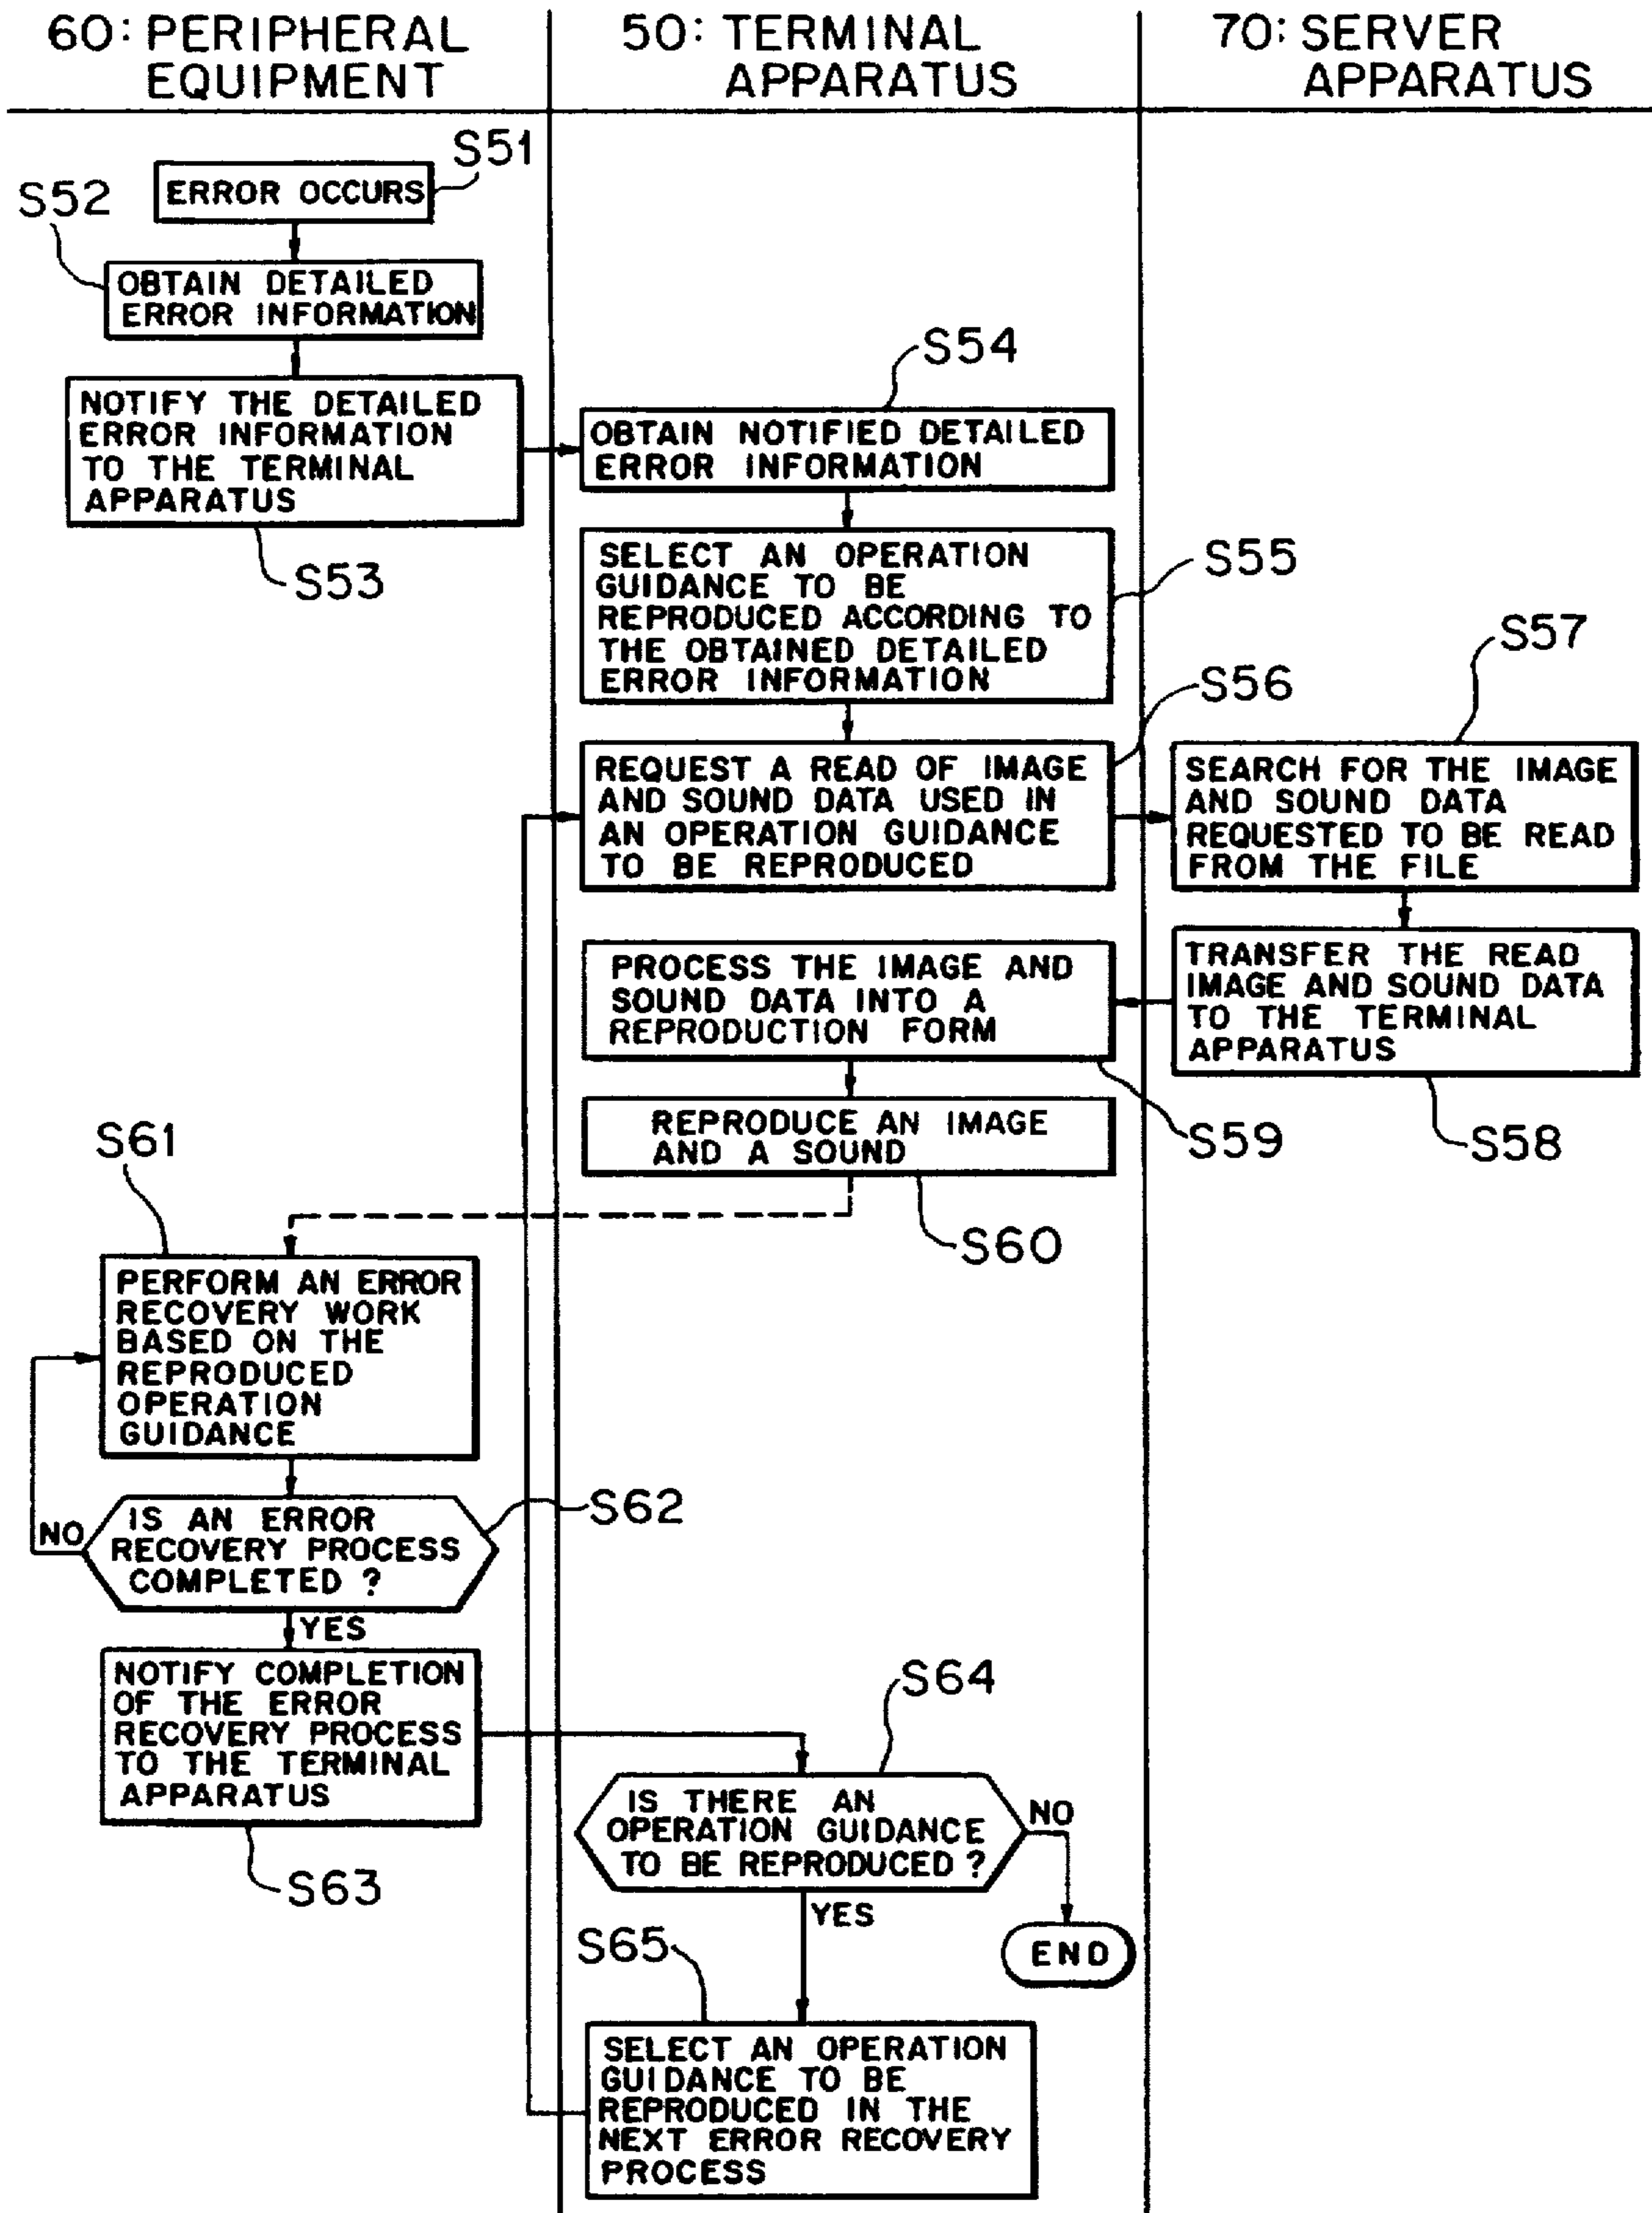 60: PERIPHERAL
EQUIPMENT
50: TERMINAL
APPARATUS
70: SERVER
APPARATUS
S51
ERROR OCCURS
S52
OBTAIN DETAILED
ERROR INFORMATION
NOTIFY THE DETAILED
ERROR INFORMATION
TO THE TERMINAL
APPARATUS
S53
S54
OBTAIN NOTIFIED DETAILED
ERROR INFORMATION
SELECT AN OPERATION
GUIDANCE TO BE
REPRODUCED ACCORDING TO
THE OBTAINED DETAILED
ERROR INFORMATION
S55
S56
REQUEST A READ OF IMAGE
AND SOUND DATA USED IN
AN OPERATION GUIDANCE
TO BE REPRODUCED
S57
SEARCH FOR THE IMAGE
AND SOUND DATA
REQUESTED TO BE READ
FROM THE FILE
TRANSFER THE READ
IMAGE AND SOUND DATA
TO THE TERMINAL
APPARATUS
S58
PROCESS THE IMAGE AND
SOUND DATA INTO A
REPRODUCTION FORM
S59
REPRODUCE AN IMAGE
AND A SOUND
S60
S61
PERFORM AN ERROR
RECOVERY WORK
BASED ON THE
REPRODUCED
OPERATION
GUIDANCE
S62
IS AN ERROR
RECOVERY PROCESS
COMPLETED ?
NO
YES
NOTIFY COMPLETION
OF THE ERROR
RECOVERY PROCESS
TO THE TERMINAL
APPARATUS
S63
S64
IS THERE AN
OPERATION GUIDANCE
TO BE REPRODUCED ?
NO
YES
END
S65
SELECT AN OPERATION
GUIDANCE TO BE
REPRODUCED IN THE
NEXT ERROR RECOVERY
PROCESS